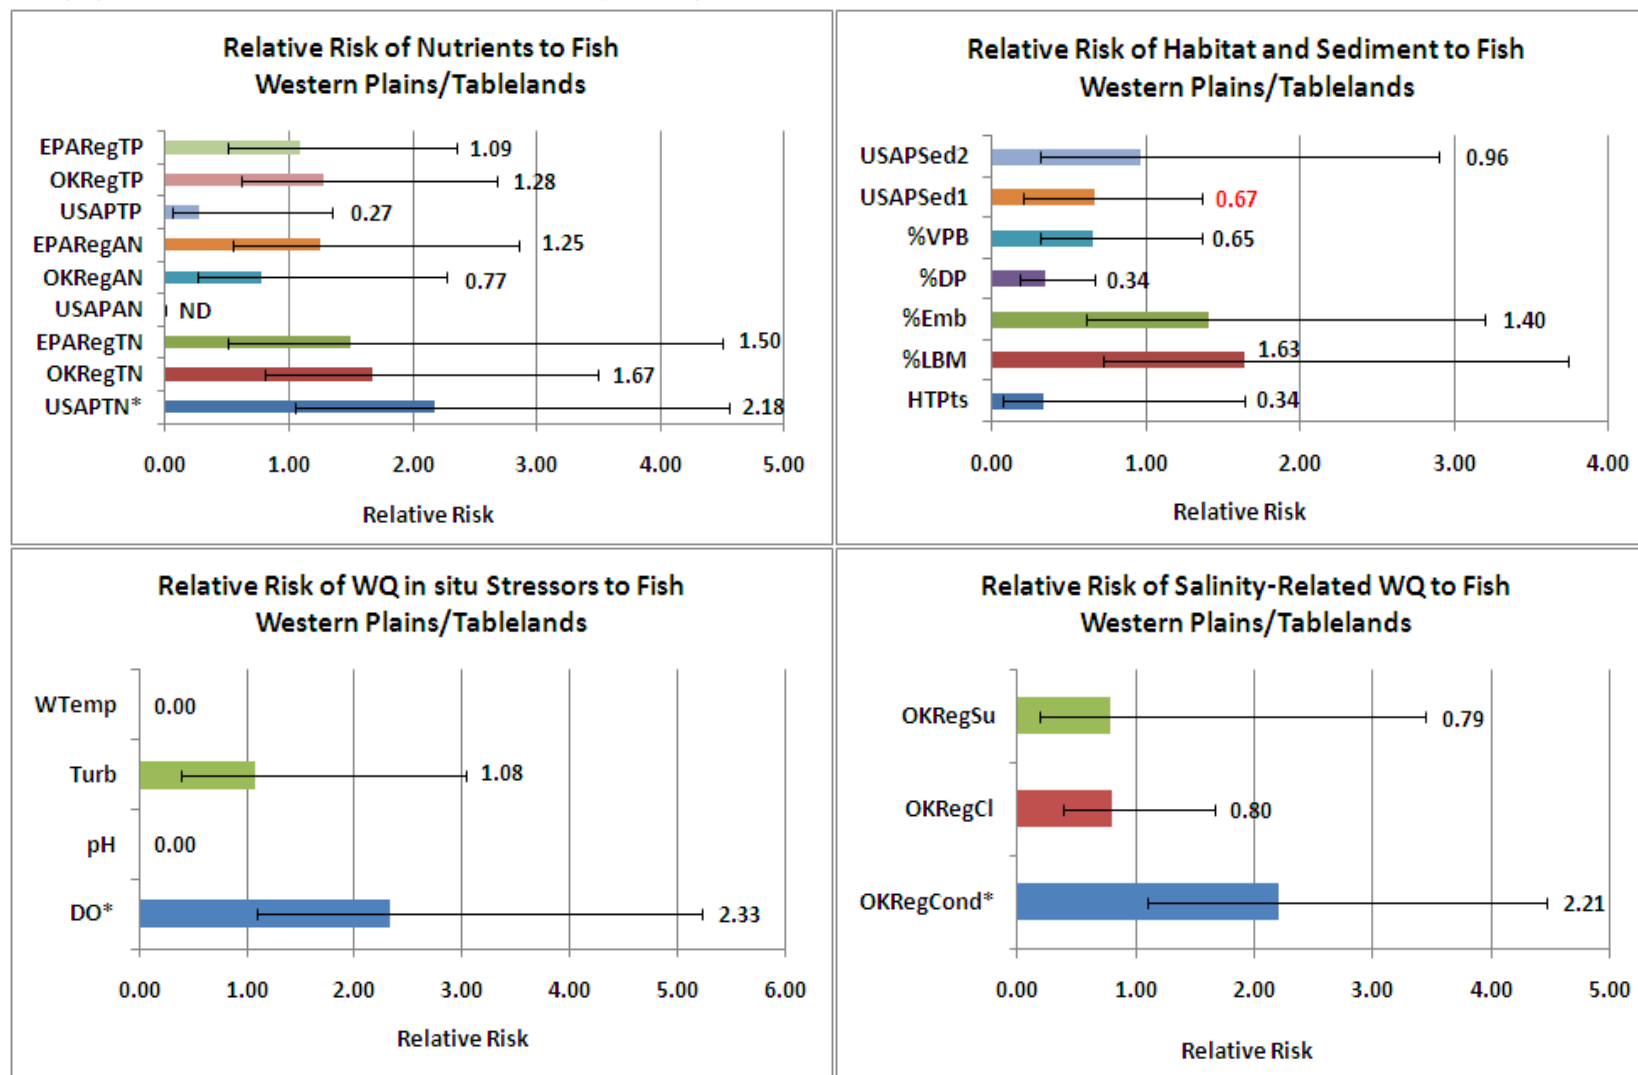 Relative Risk of Nutrients to Fish
Western Plains/Tablelands
EPARegTP 1.09
OKRegTP 1.28
USAPTP 0.27
EPARegAN 1.25
OKRegAN 0.77
USAPAN ND
EPARegTN 1.50
OKRegTN 1.67
USAPTN* 2.18
0.00 1.00 2.00 3.00 4.00 5.00
Relative Risk
Relative Risk of Habitat and Sediment to Fish
Western Plains/Tablelands
USAPSed2 0.96
USAPSed1 0.67
%VPB 0.65
%DP 0.34
%Emb 1.40
%LBM 1.63
HTPts 0.34
0.00 1.00 2.00 3.00 4.00
Relative Risk
Relative Risk of WQ in situ Stressors to Fish
Western Plains/Tablelands
WTemp 0.00
Turb 1.08
pH 0.00
DO* 2.33
0.00 1.00 2.00 3.00 4.00 5.00 6.00
Relative Risk
Relative Risk of Salinity-Related WQ to Fish
Western Plains/Tablelands
OKRegSu 0.79
OKRegCl 0.80
OKRegCond* 2.21
0.00 1.00 2.00 3.00 4.00 5.00
Relative Risk